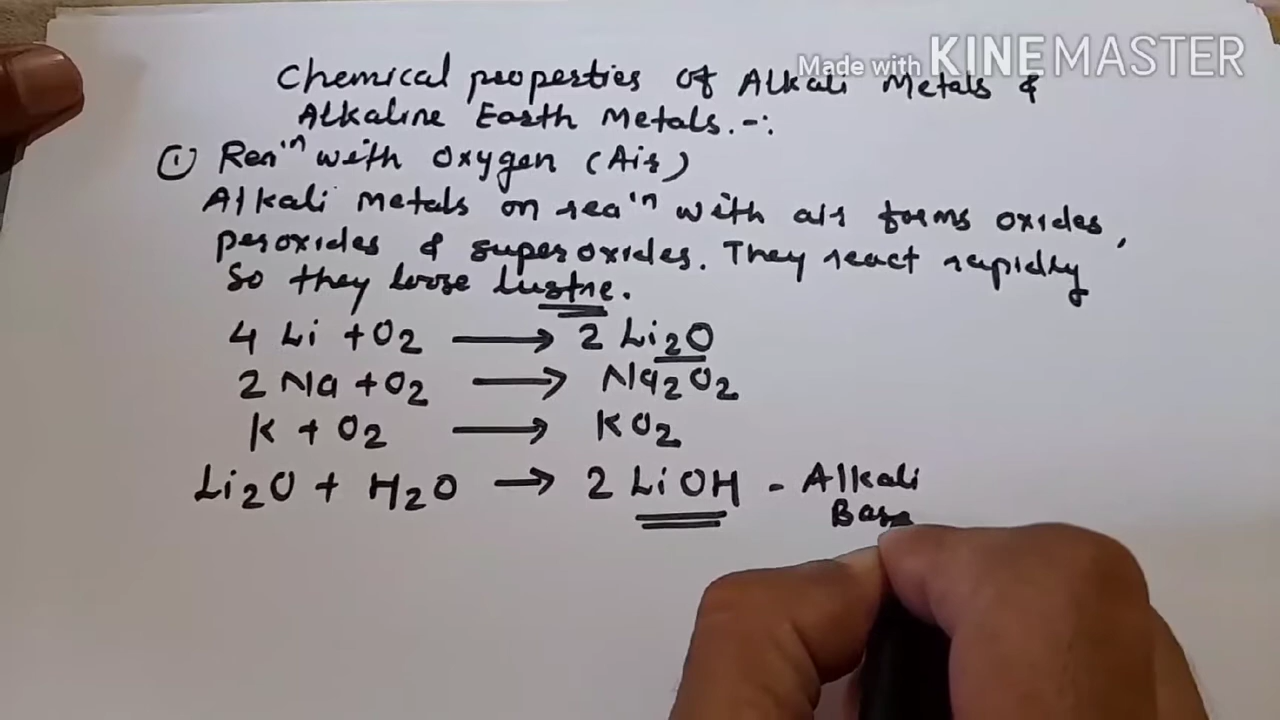 Made with KINEMASTER
Chemical properties of Alkali Metals &
Alkaline Earth Metals.-:
① Rea'n with Oxygen (Air)
Alkali Metals on rea'n with air forms oxides,
peroxides & superoxides. They react rapidly
So they loose lustre.
4 Li + O₂ ⟶ 2 Li₂O
2 Na + O₂ ⟶ Na₂O₂
K + O₂ ⟶ KO₂
Li₂O + H₂O → 2 LiOH - Alkali
Base